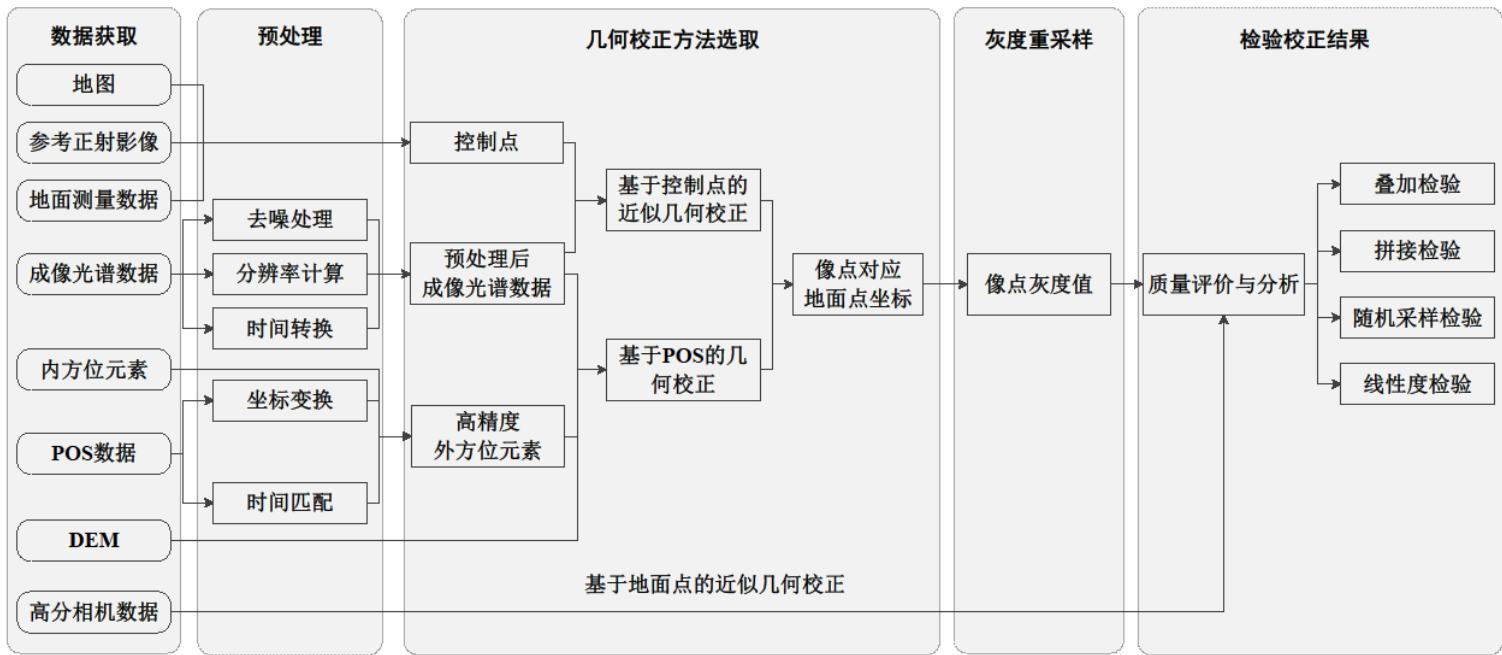 数据获取
地图
参考正射影像
地面测量数据
成像光谱数据
内方位元素
POS数据
DEM
高分相机数据
预处理
去噪处理
分辨率计算
时间转换
坐标变换
时间匹配
几何校正方法选取
控制点
预处理后
成像光谱数据
高精度
外方位元素
基于控制点的
近似几何校正
基于POS的几
何校正
像点对应
地面点坐标
基于地面点的近似几何校正
灰度重采样
像点灰度值
检验校正结果
质量评价与分析
叠加检验
拼接检验
随机采样检验
线性度检验